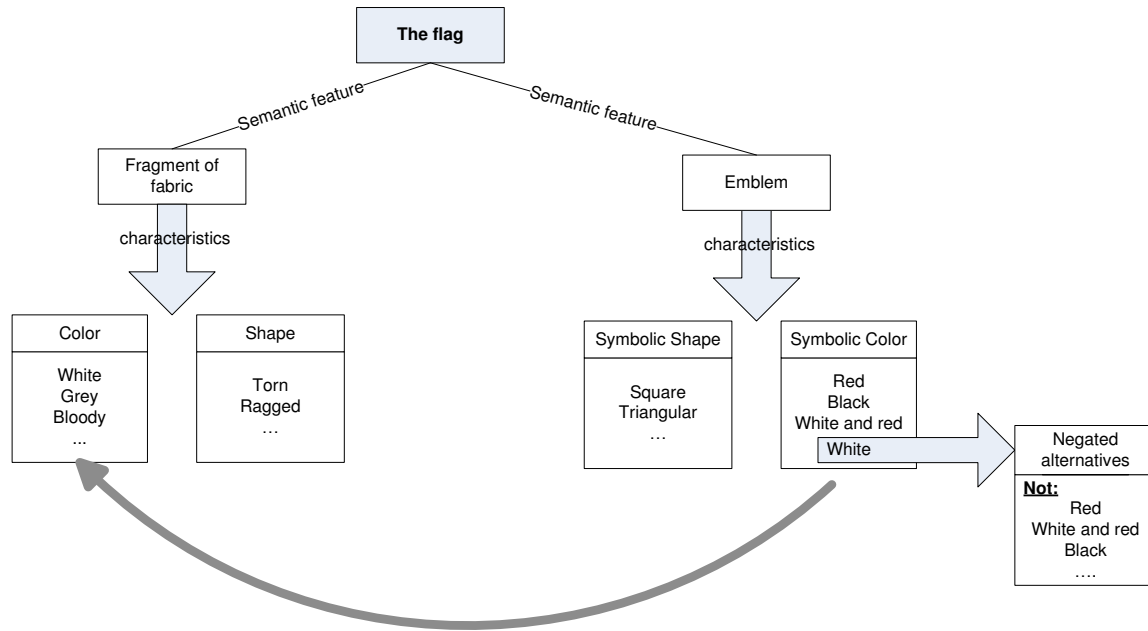 The flag
Semantic feature
Semantic feature
Fragment of
fabric
Emblem
characteristics
characteristics
Color
White
Grey
Bloody
...
Shape
Torn
Ragged
…
Symbolic Shape
Square
Triangular
…
Symbolic Color
Red
Black
White and red
White
Negated
alternatives
Not:
Red
White and red
Black
….